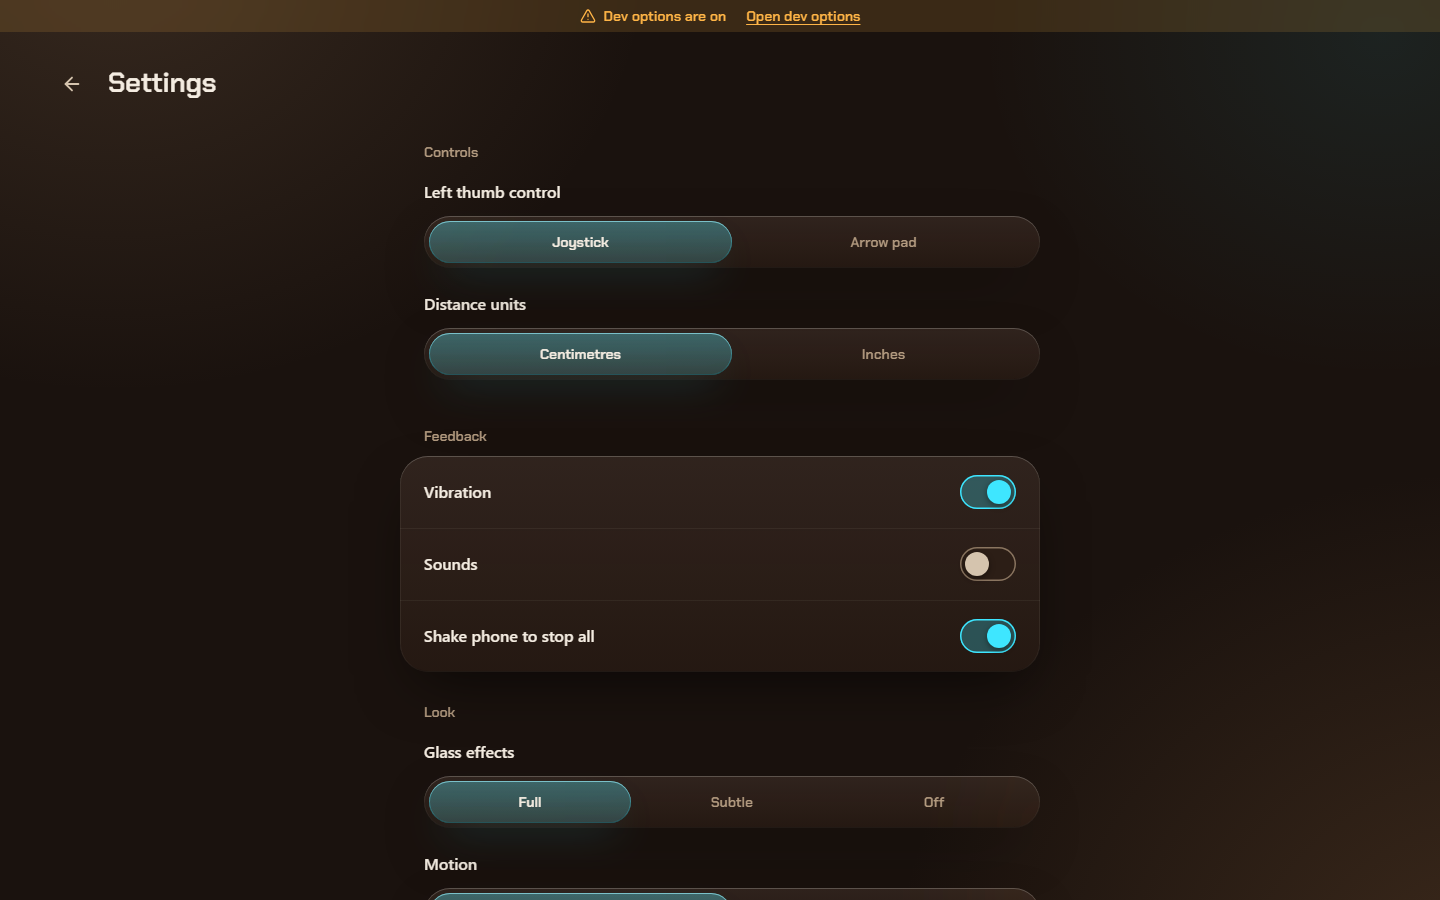 Dev options are on Open dev options
Settings
Controls
Left thumb control
Joystick Arrow pad
Distance units
Centimetres Inches
Feedback
Vibration
Sounds
Shake phone to stop all
Look
Glass effects
Full Subtle Off
Motion